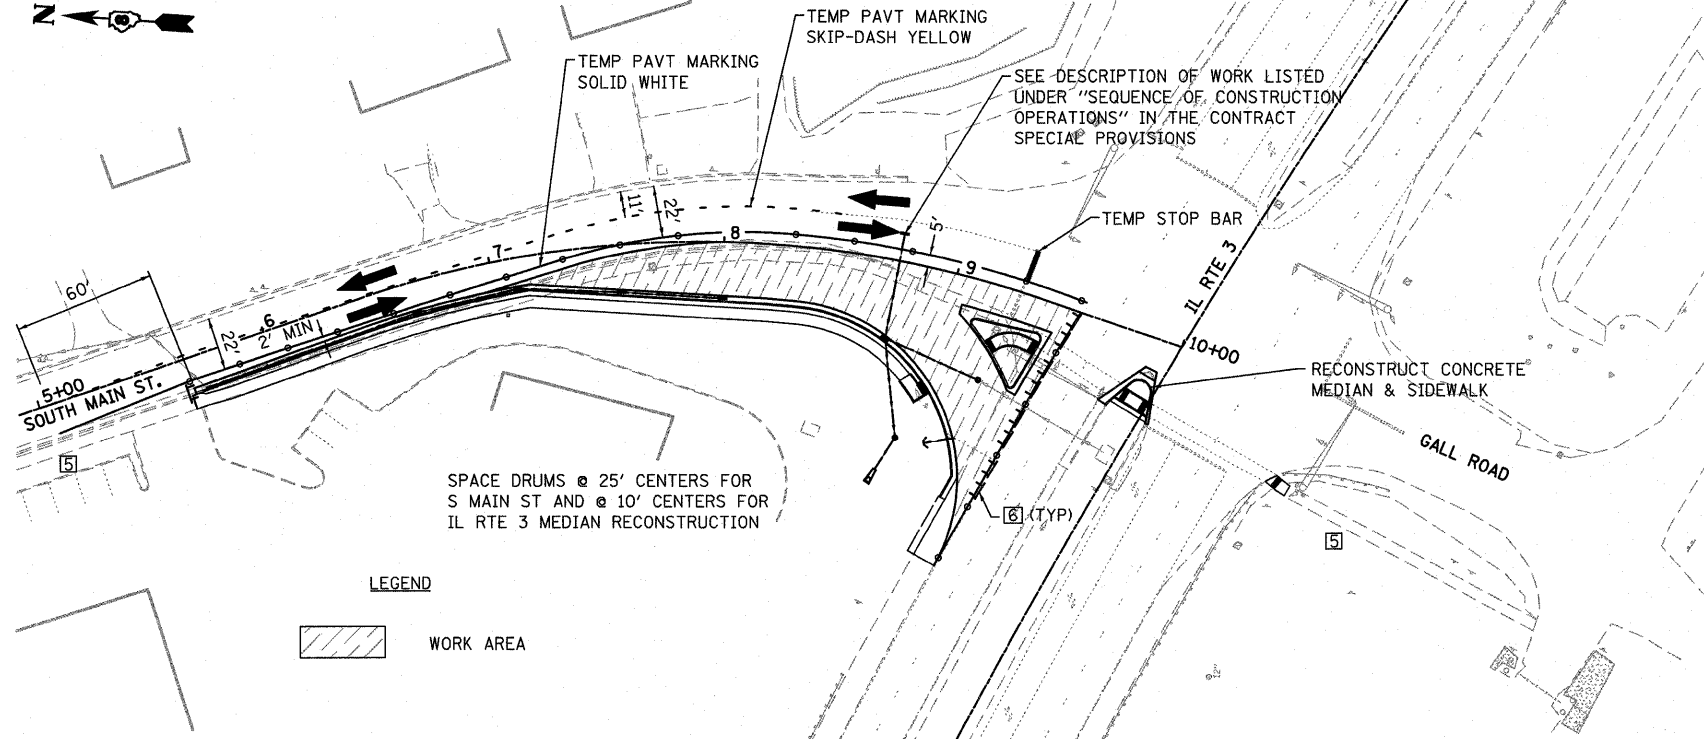 N
TEMP PAVT MARKING
SKIP-DASH YELLOW
TEMP PAVT MARKING
SOLID WHITE
SEE DESCRIPTION OF WORK LISTED
UNDER "SEQUENCE OF CONSTRUCTION
OPERATIONS" IN THE CONTRACT
SPECIAL PROVISIONS
TEMP STOP BAR
11'
22'
5'
7
8
9
IL RTE 3
60'
6
2' MIN
22'
5+00
SOUTH MAIN ST.
10+00
RECONSTRUCT CONCRETE
MEDIAN & SIDEWALK
GALL ROAD
5
SPACE DRUMS @ 25' CENTERS FOR
S MAIN ST AND @ 10' CENTERS FOR
IL RTE 3 MEDIAN RECONSTRUCTION
6 (TYP)
5
LEGEND
WORK AREA
12"